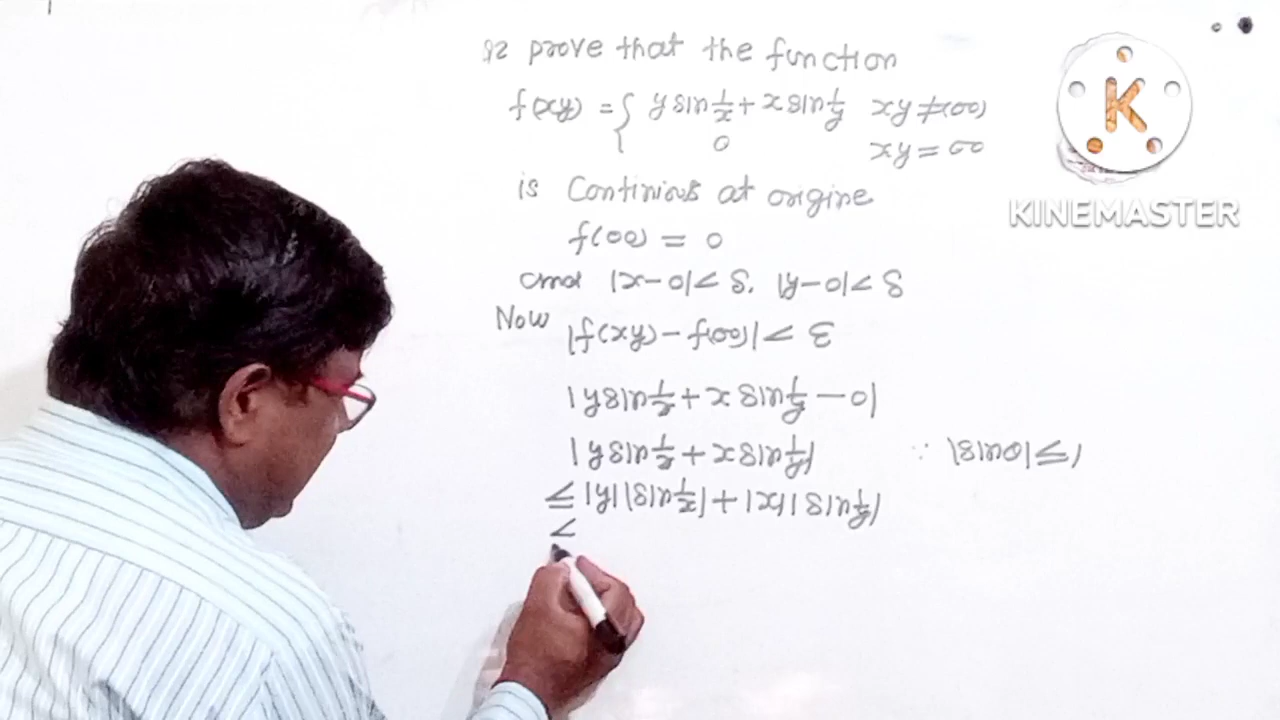 Q2 prove that the function
f(xy) = { y sin 1/x + x sin 1/y xy ≠ (00)
0 xy = 00
is Continious at origine
f(00) = 0
and |x-0| < δ, |y-0| < δ
Now |f(xy) - f(00)| < ε
|y sin 1/x + x sin 1/y - 0|
|y sin 1/x + x sin 1/y| ∵ |sin θ| ≤ 1
≤ |y| |sin 1/x| + |x| |sin 1/y|
≤
K
KINEMASTER